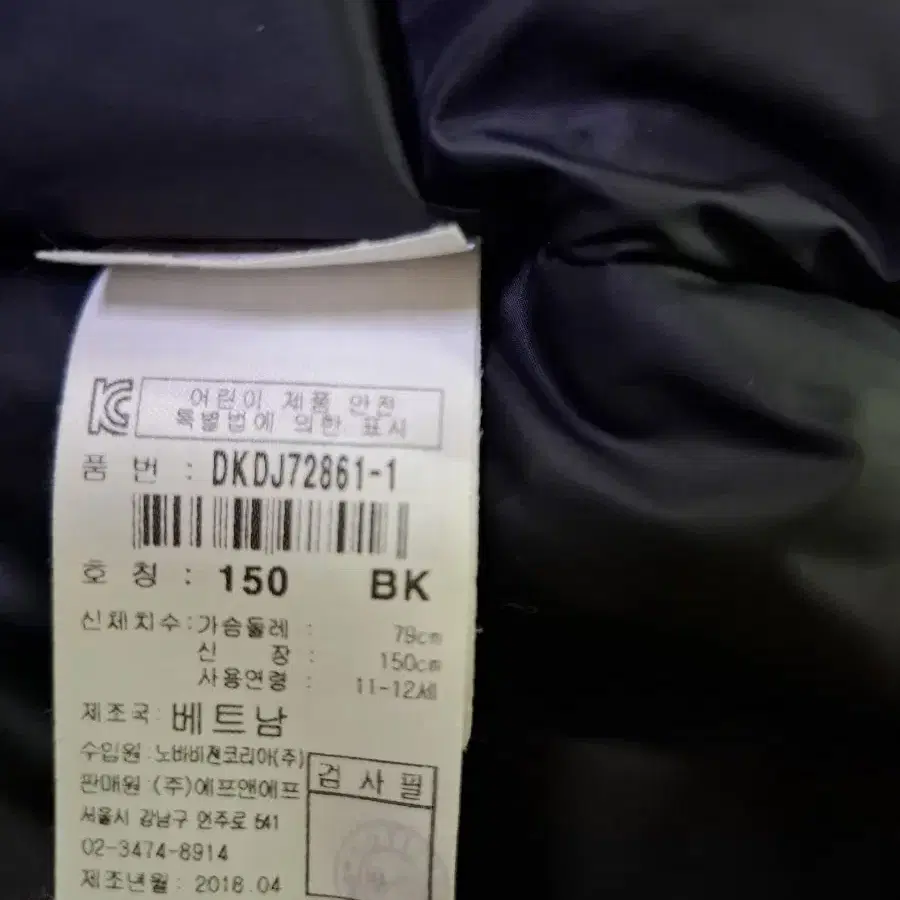 KC
어린이 제품 안전
특별법에 의한 표시
품 번 : DKDJ72861-1
호 칭 : 150 BK
신체치수:가슴둘레 : 79cm
신 장 : 150cm
사용연령 : 11-12세
제조국: 베트남
수입원 :노바비젼코리아(주)
판매원 :(주)에프앤에프
서울시 강남구 언주로 541
02-3474-8914
제조년월: 2018.04
검 사 필